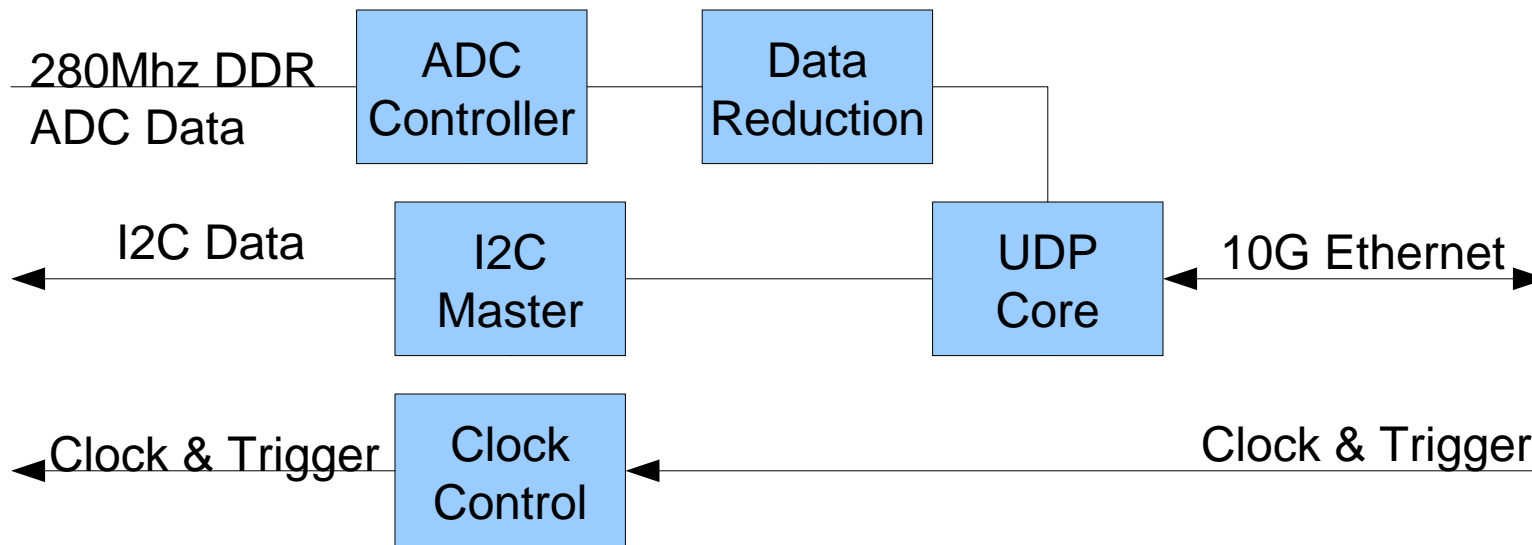 280Mhz DDR
ADC Data
ADC
Controller
Data
Reduction
I2C Data
I2C
Master
UDP
Core
10G Ethernet
Clock & Trigger
Clock
Control
Clock & Trigger